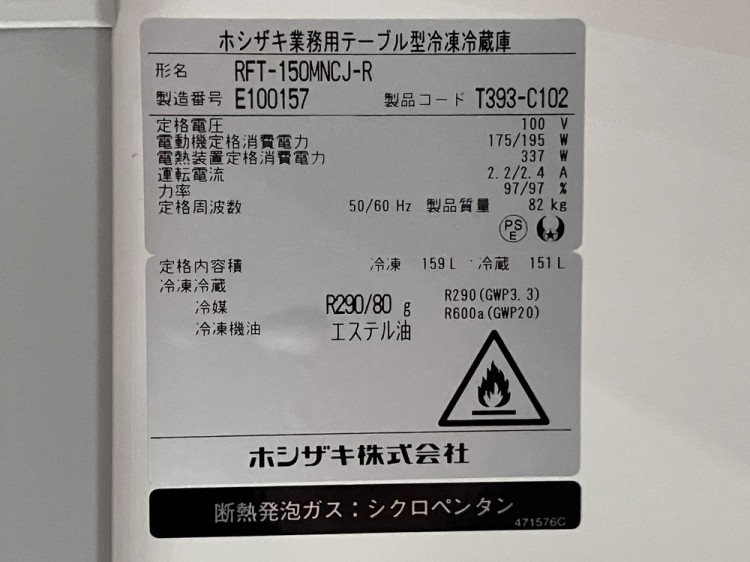 ホシザキ業務用テーブル型冷凍冷蔵庫
形名 RFT-150MNCJ-R
製造番号 E100157 製品コード T393-C102
定格電圧 100 V
電動機定格消費電力 175/195 W
電熱装置定格消費電力 337 W
運転電流 2.2/2.4 A
力率 97/97 %
定格周波数 50/60 Hz 製品質量 82 kg
PS
E
定格内容積 冷凍 159 L 冷蔵 151 L
冷凍冷蔵
冷媒 R290/80 g R290(GWP3.3)
R600a(GWP20)
冷凍機油 エステル油
ホシザキ株式会社
断熱発泡ガス：シクロペンタン
471576C